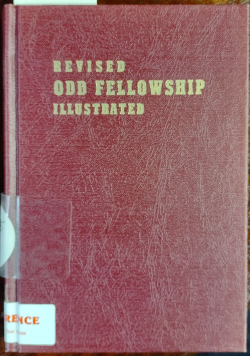 REVISED
ODD FELLOWSHIP
ILLUSTRATED
RENCE